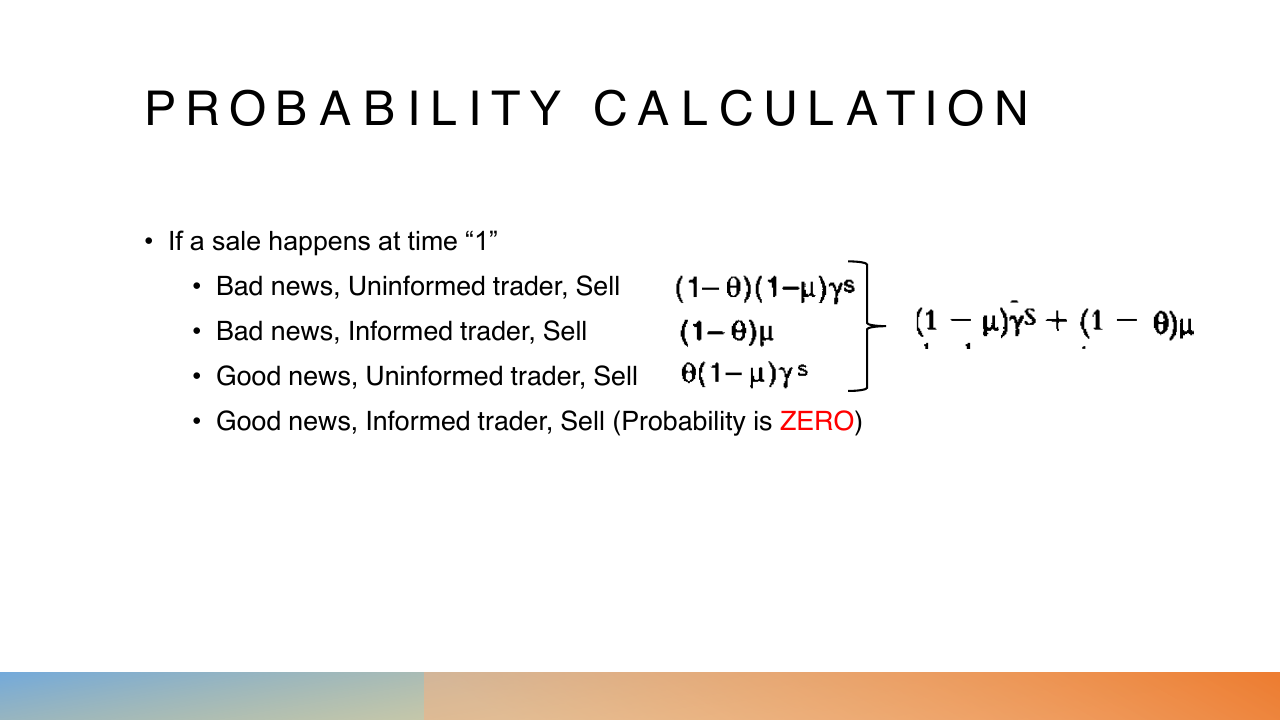 PROBABILITY CALCULATION
• If a sale happens at time “1”
• Bad news, Uninformed trader, Sell (1−θ)(1−μ)γˢ
• Bad news, Informed trader, Sell (1−θ)μ
• Good news, Uninformed trader, Sell θ(1−μ)γˢ
(1 − μ)γˢ + (1 − θ)μ
• Good news, Informed trader, Sell (Probability is ZERO)